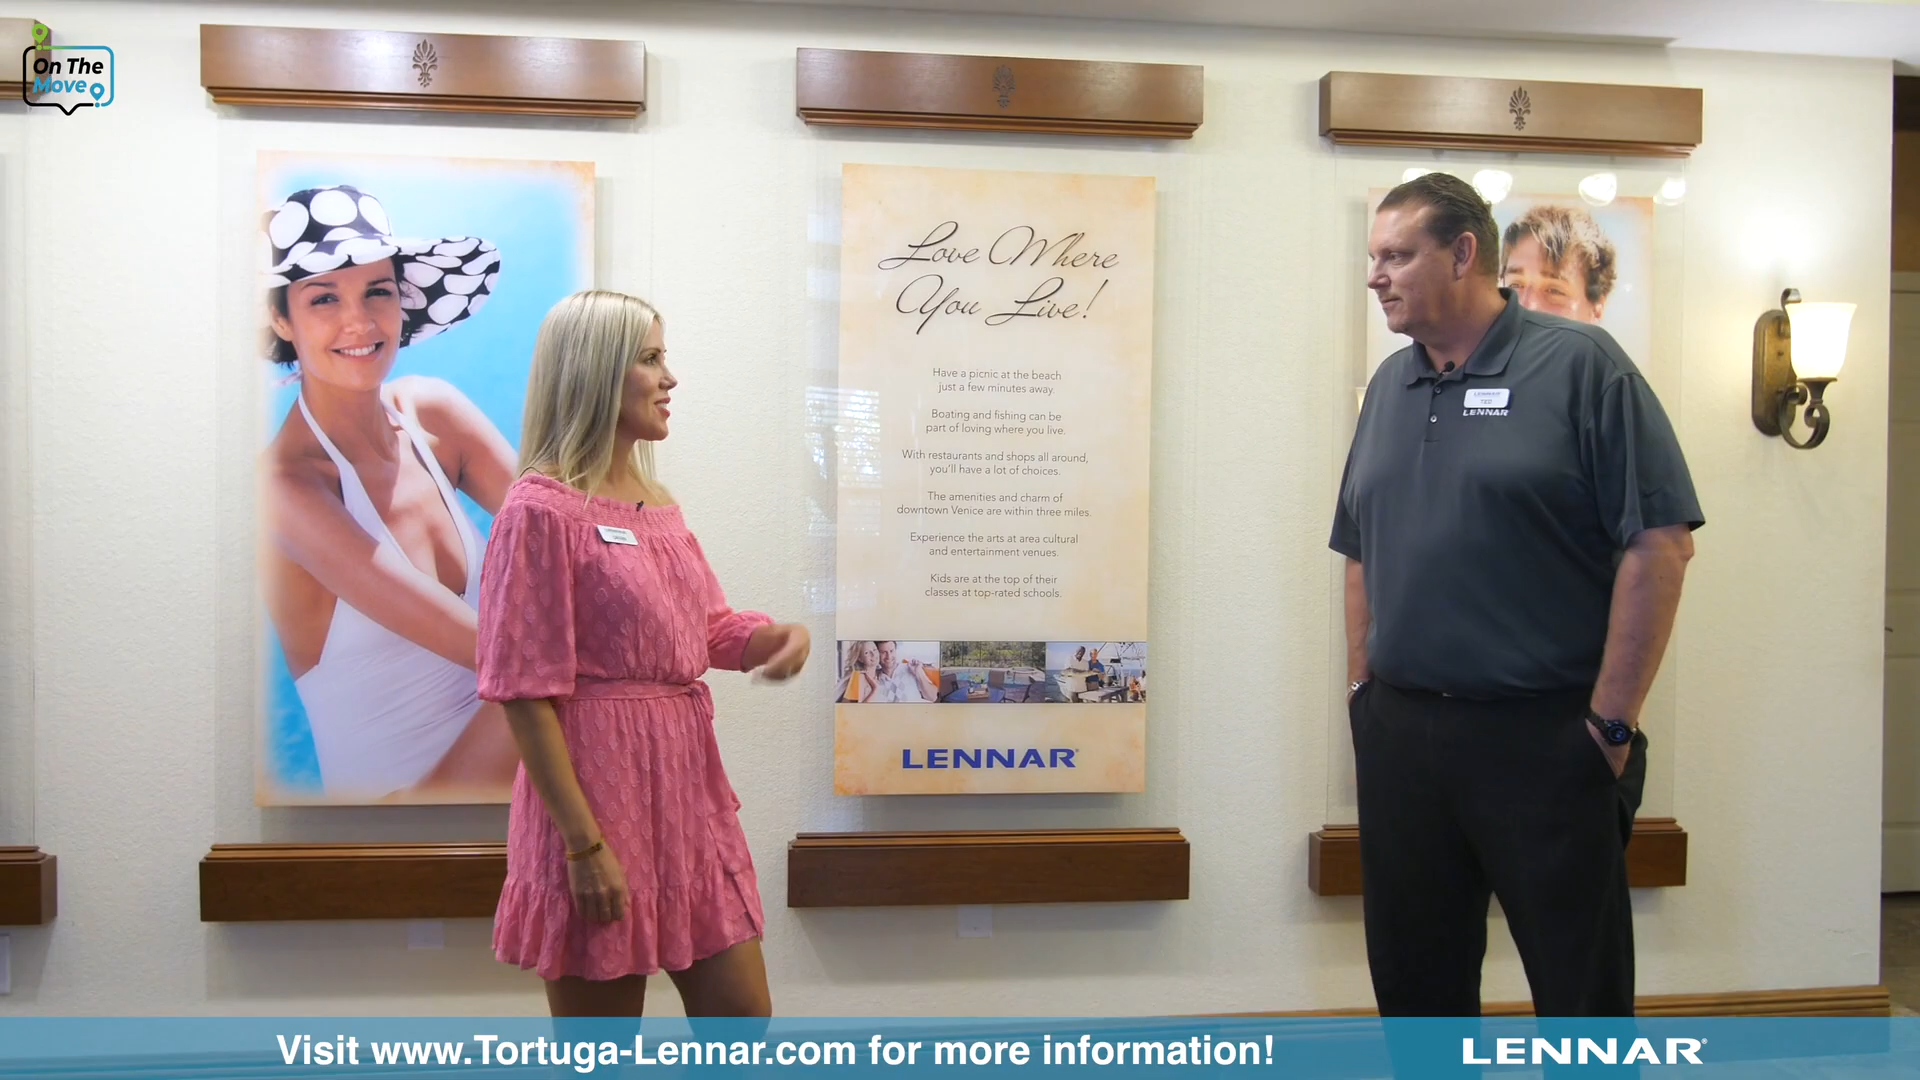 On The
Move
Love Where
You Live!
Have a picnic at the beach
just a few minutes away.
Boating and fishing can be
part of loving where you live.
With restaurants and shops all around,
you'll have a lot of choices.
The amenities and charm of
downtown Venice are within three miles.
Experience the arts at area cultural
and entertainment venues.
Kids are at the top of their
classes at top-rated schools.
LENNAR
LENNAR
TED
LENNAR
Visit www.Tortuga-Lennar.com for more information!
LENNAR